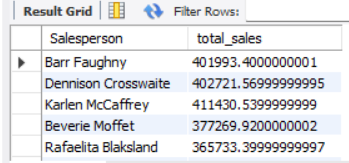 Result Grid Filter Rows:
Salesperson total_sales
Barr Faughny 401993.4000000001
Dennison Crosswaite 402721.56999999995
Karlen McCaffrey 411430.5399999999
Beverie Moffet 377269.9200000002
Rafaelita Blaksland 365733.39999999997